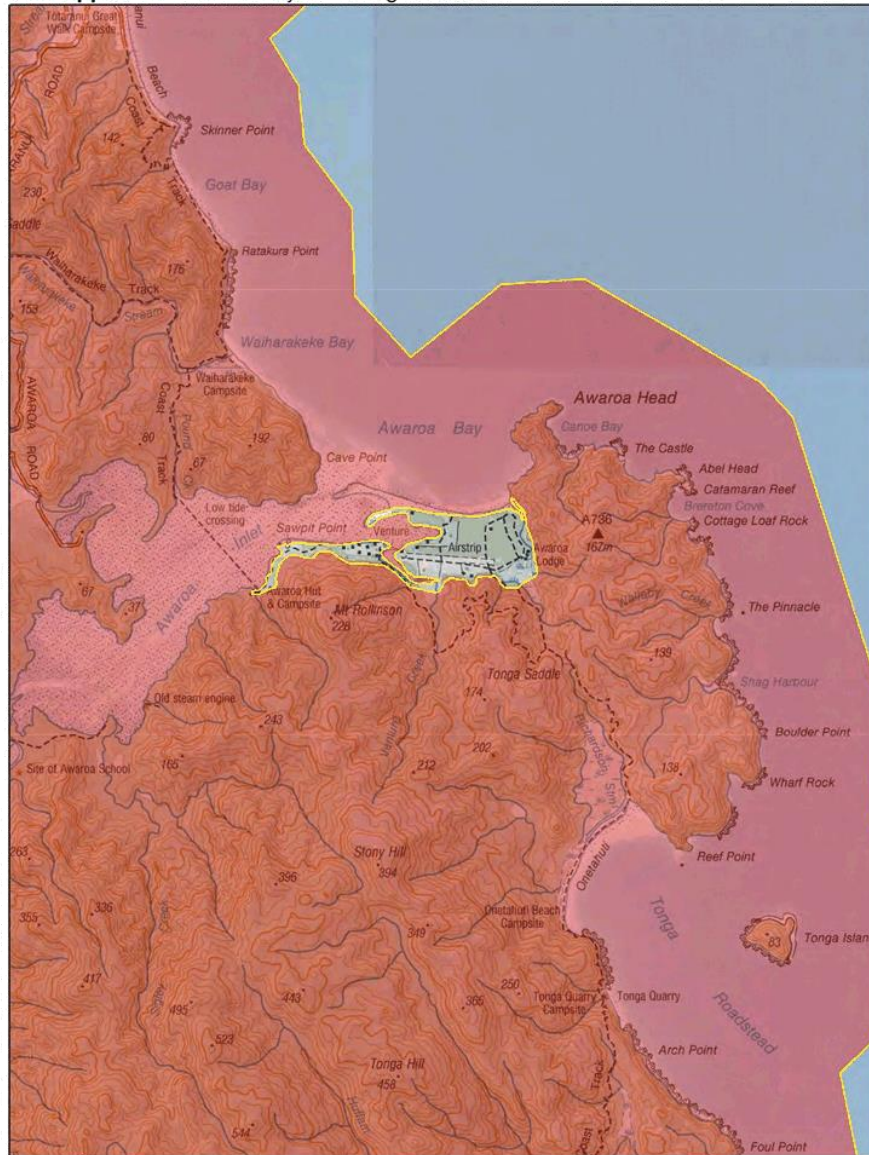 Totaranui Great
Walk Campsite
Beach
ROAD
Coast
142
Skinner Point
Goat Bay
Track
230
Ratakura Point
Waiharakeke
Track
176
Stream
153
Waiharakeke Bay
Waiharakeke
Campsite
AWAROA ROAD
Coast
Track
80
67
192
Cave Point
Awaroa Bay
Awaroa Head
Canoe Bay
The Castle
Abel Head
Catamaran Reef
Brereton Cove
Cottage Loaf Rock
Low tide
crossing
Inlet
Sawpit Point
Venture
Airstrip
A736
162m
Awaroa
Lodge
Awaroa
Awaroa Hut
& Campsite
Mt Rollinson
228
67
37
Wallaby Creek
The Pinnacle
139
Tonga Saddle
174
Shag Harbour
Old steam engine
243
Venture Creek
Richardson Strm
Boulder Point
Site of Awaroa School
165
212
202
138
Wharf Rock
263
Stony Hill
394
396
Onetahuti
Reef Point
355
336
349
Onetahuti Beach
Campsite
Tonga
Roadstead
83
417
Creek
495
443
365
250
Tonga Quarry
Campsite
Tonga Quarry
523
Arch Point
Tonga Hill
458
Track
544
Foul Point